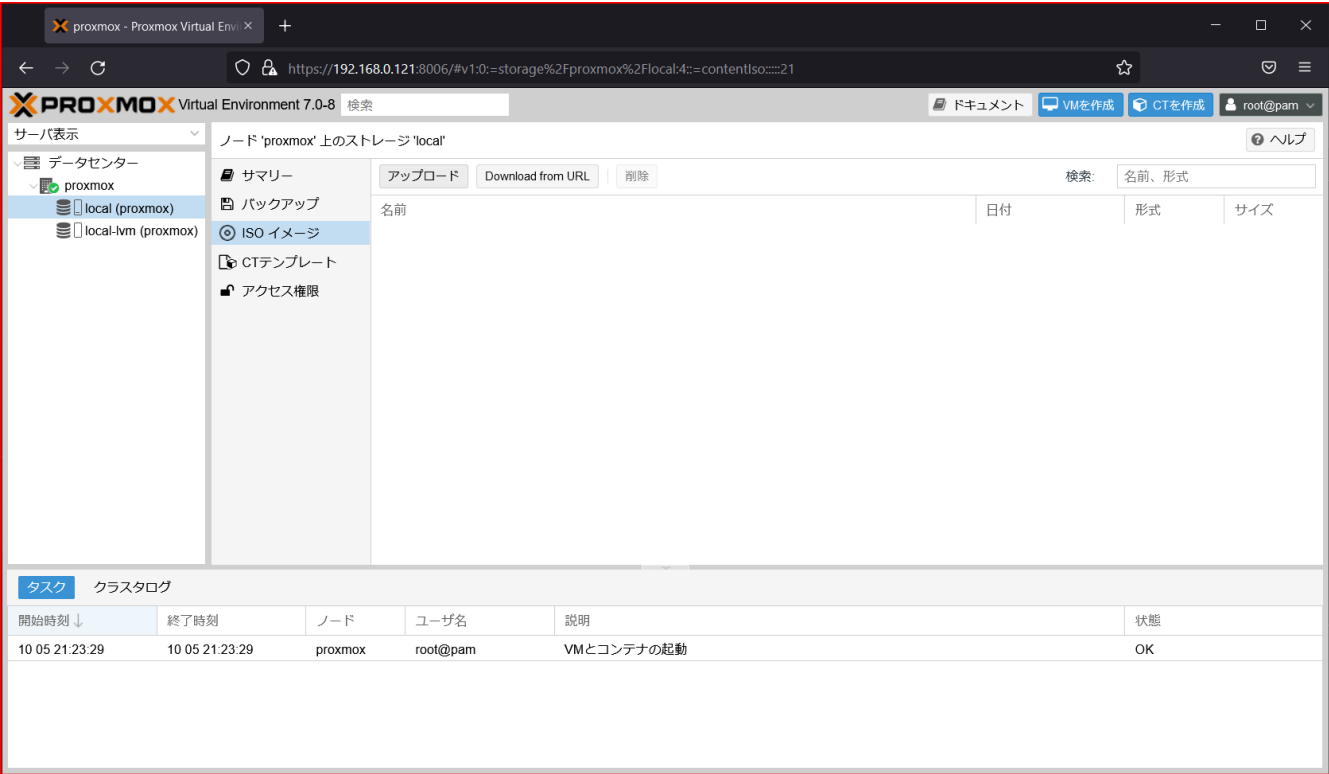 proxmox - Proxmox Virtual Envi
https://192.168.0.121:8006/#v1:0:=storage%2Fproxmox%2Flocal:4::=contentIso:::::21
PROXMOX Virtual Environment 7.0-8 検索 ドキュメント VMを作成 CTを作成 root@pam
サーバ表示
ノード 'proxmox' 上のストレージ 'local' ヘルプ
データセンター
proxmox
local (proxmox)
local-lvm (proxmox)
サマリー
バックアップ
ISO イメージ
CTテンプレート
アクセス権限
アップロード Download from URL 削除 検索: 名前、形式
名前 日付 形式 サイズ
タスク クラスタログ
開始時刻↓ 終了時刻 ノード ユーザ名 説明 状態
10 05 21:23:29 10 05 21:23:29 proxmox root@pam VMとコンテナの起動 OK